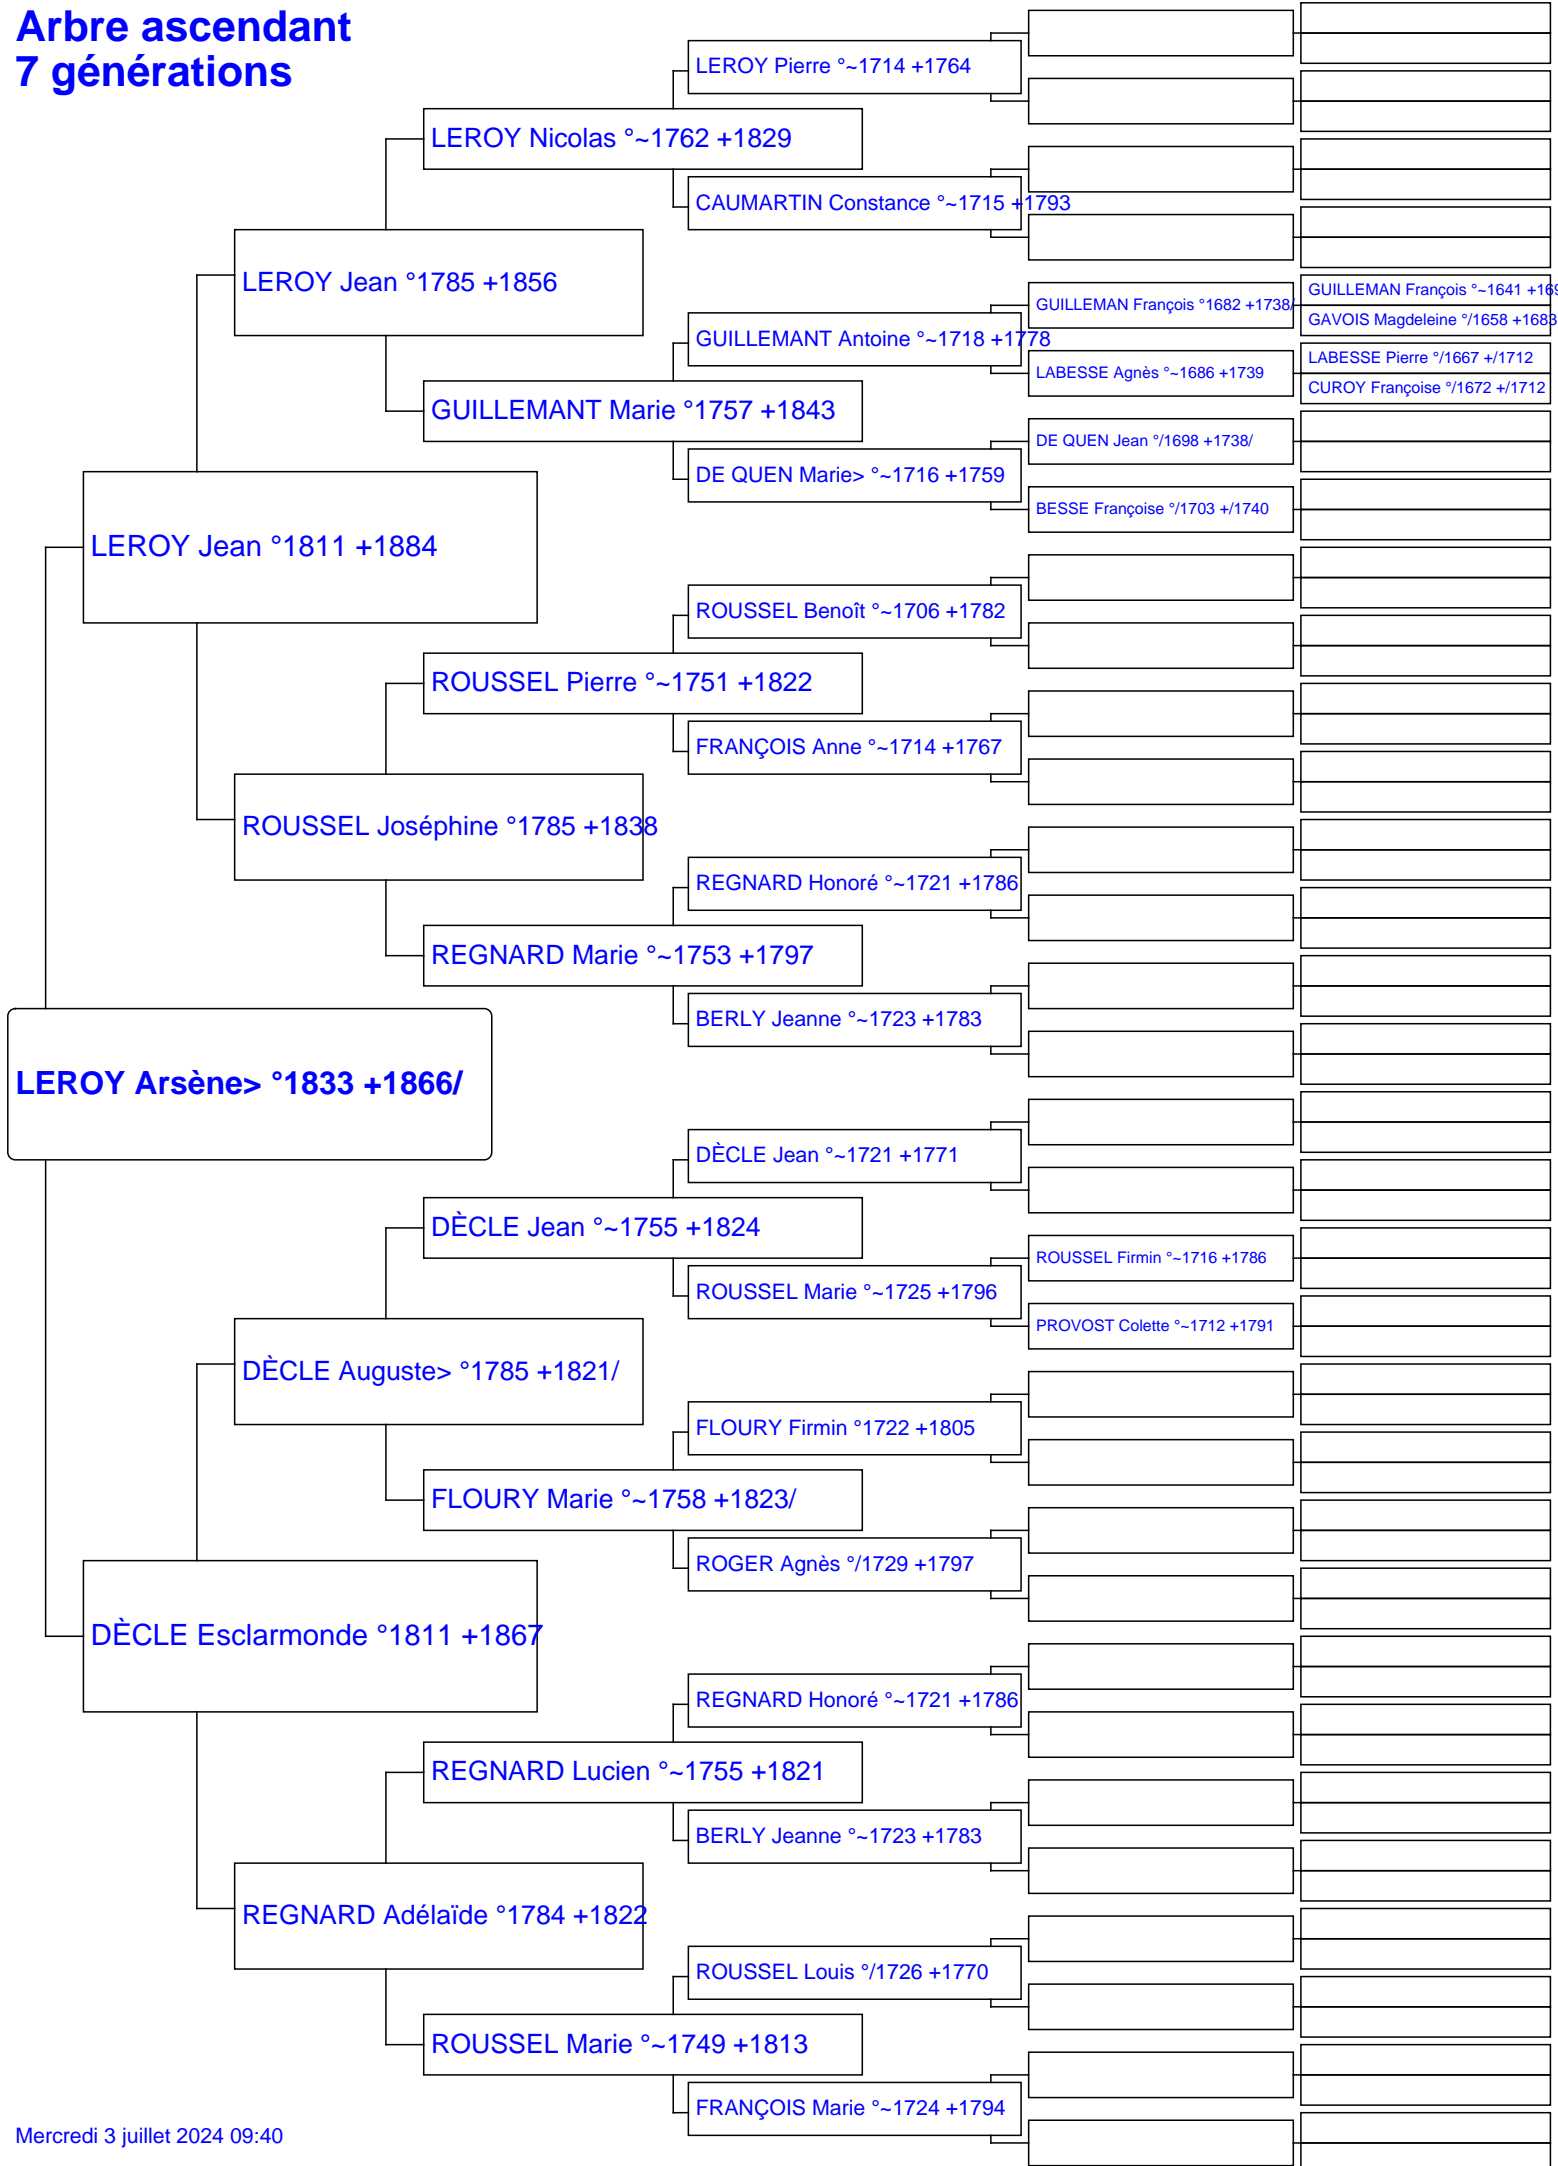 Arbre ascendant
7 générations
LEROY Pierre °~1714 +1764
LEROY Nicolas °~1762 +1829
CAUMARTIN Constance °~1715 +1793
LEROY Jean °1785 +1856
GUILLEMAN François °~1641 +169
GUILLEMAN François °1682 +1738/
GAVOIS Magdeleine °/1658 +1683
GUILLEMANT Antoine °~1718 +1778
LABESSE Pierre °/1667 +/1712
LABESSE Agnès °~1686 +1739
CUROY Françoise °/1672 +/1712
GUILLEMANT Marie °1757 +1843
DE QUEN Jean °/1698 +1738/
DE QUEN Marie> °~1716 +1759
BESSE Françoise °/1703 +/1740
LEROY Jean °1811 +1884
ROUSSEL Benoît °~1706 +1782
ROUSSEL Pierre °~1751 +1822
FRANÇOIS Anne °~1714 +1767
ROUSSEL Joséphine °1785 +1838
REGNARD Honoré °~1721 +1786
REGNARD Marie °~1753 +1797
BERLY Jeanne °~1723 +1783
LEROY Arsène> °1833 +1866/
DÈCLE Jean °~1721 +1771
DÈCLE Jean °~1755 +1824
ROUSSEL Firmin °~1716 +1786
ROUSSEL Marie °~1725 +1796
PROVOST Colette °~1712 +1791
DÈCLE Auguste> °1785 +1821/
FLOURY Firmin °1722 +1805
FLOURY Marie °~1758 +1823/
ROGER Agnès °/1729 +1797
DÈCLE Esclarmonde °1811 +1867
REGNARD Honoré °~1721 +1786
REGNARD Lucien °~1755 +1821
BERLY Jeanne °~1723 +1783
REGNARD Adélaïde °1784 +1822
ROUSSEL Louis °/1726 +1770
ROUSSEL Marie °~1749 +1813
FRANÇOIS Marie °~1724 +1794
Mercredi 3 juillet 2024 09:40